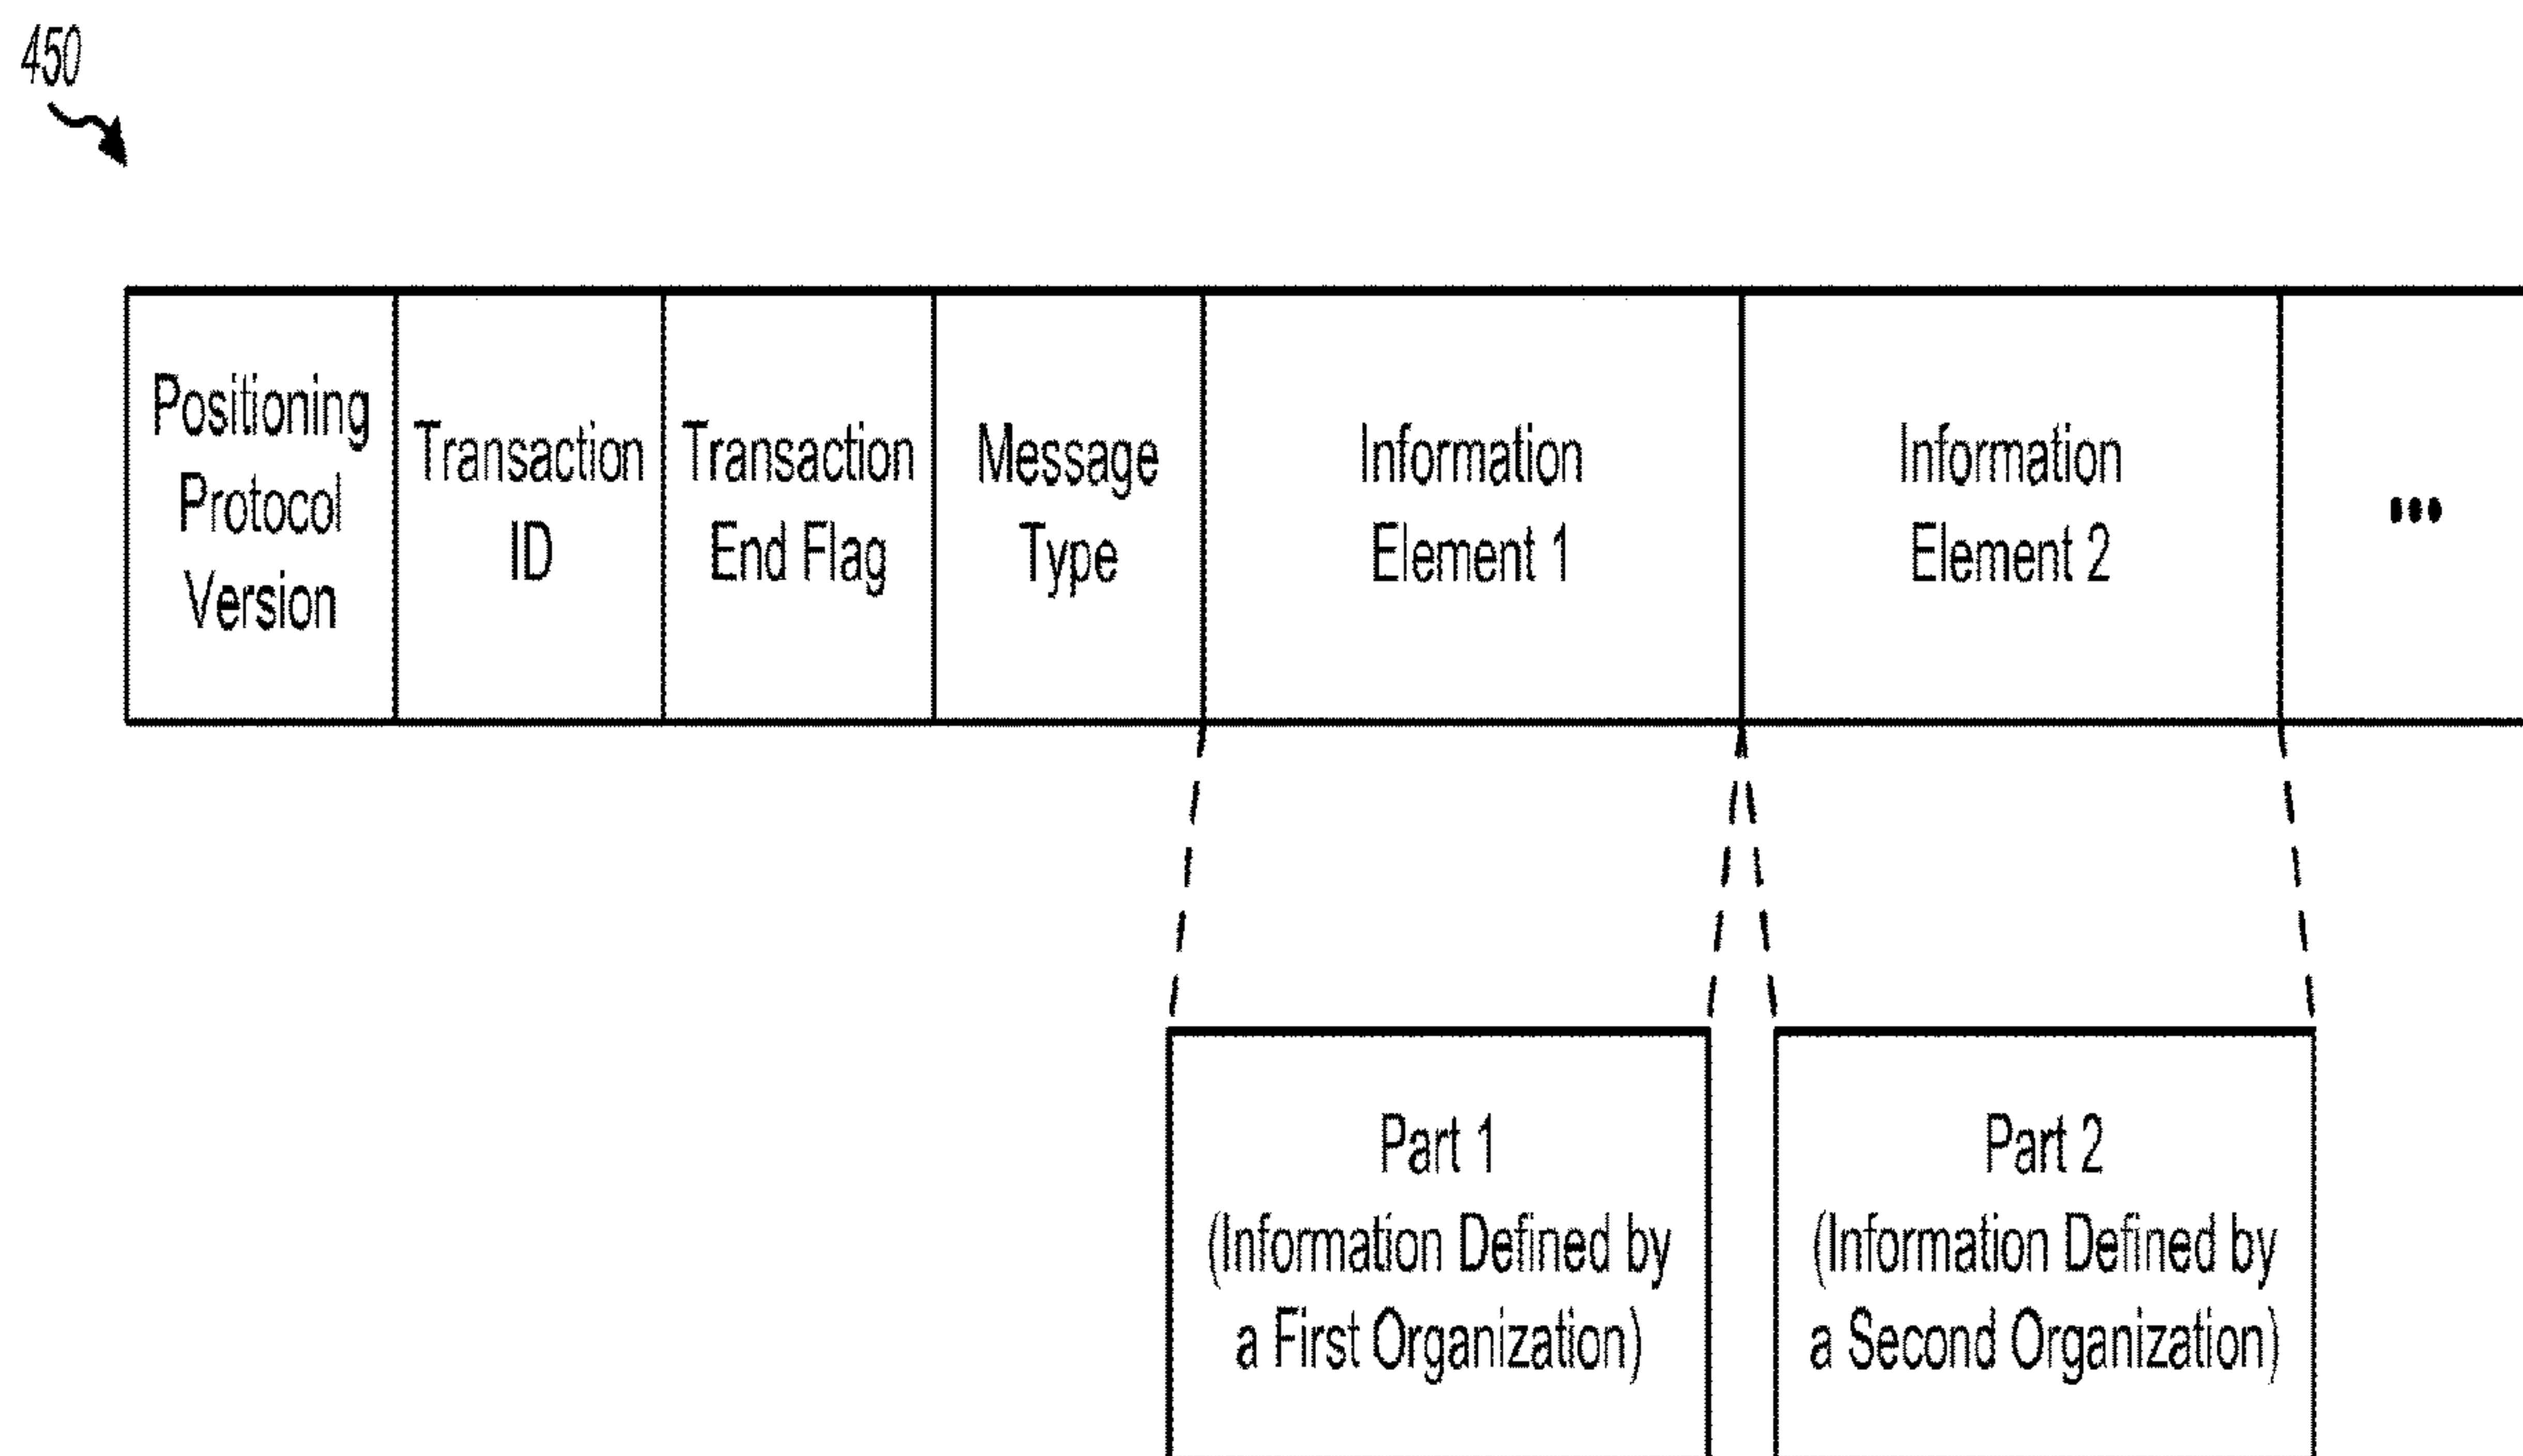 450
Positioning
Protocol
Version
Transaction
ID
Transaction
End Flag
Message
Type
Information
Element 1
Information
Element 2
•••
Part 1
(Information Defined by
a First Organization)
Part 2
(Information Defined by
a Second Organization)